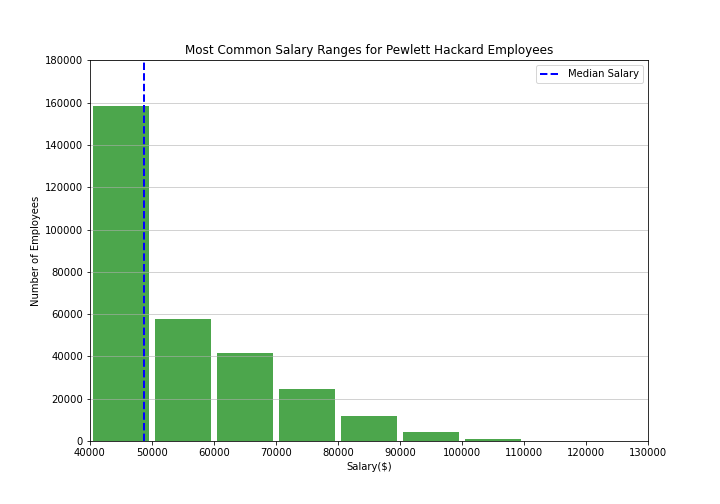 Most Common Salary Ranges for Pewlett Hackard Employees
180000
160000
140000
120000
100000
80000
60000
40000
20000
0
Number of Employees
Median Salary
40000 50000 60000 70000 80000 90000 100000 110000 120000 130000
Salary($)